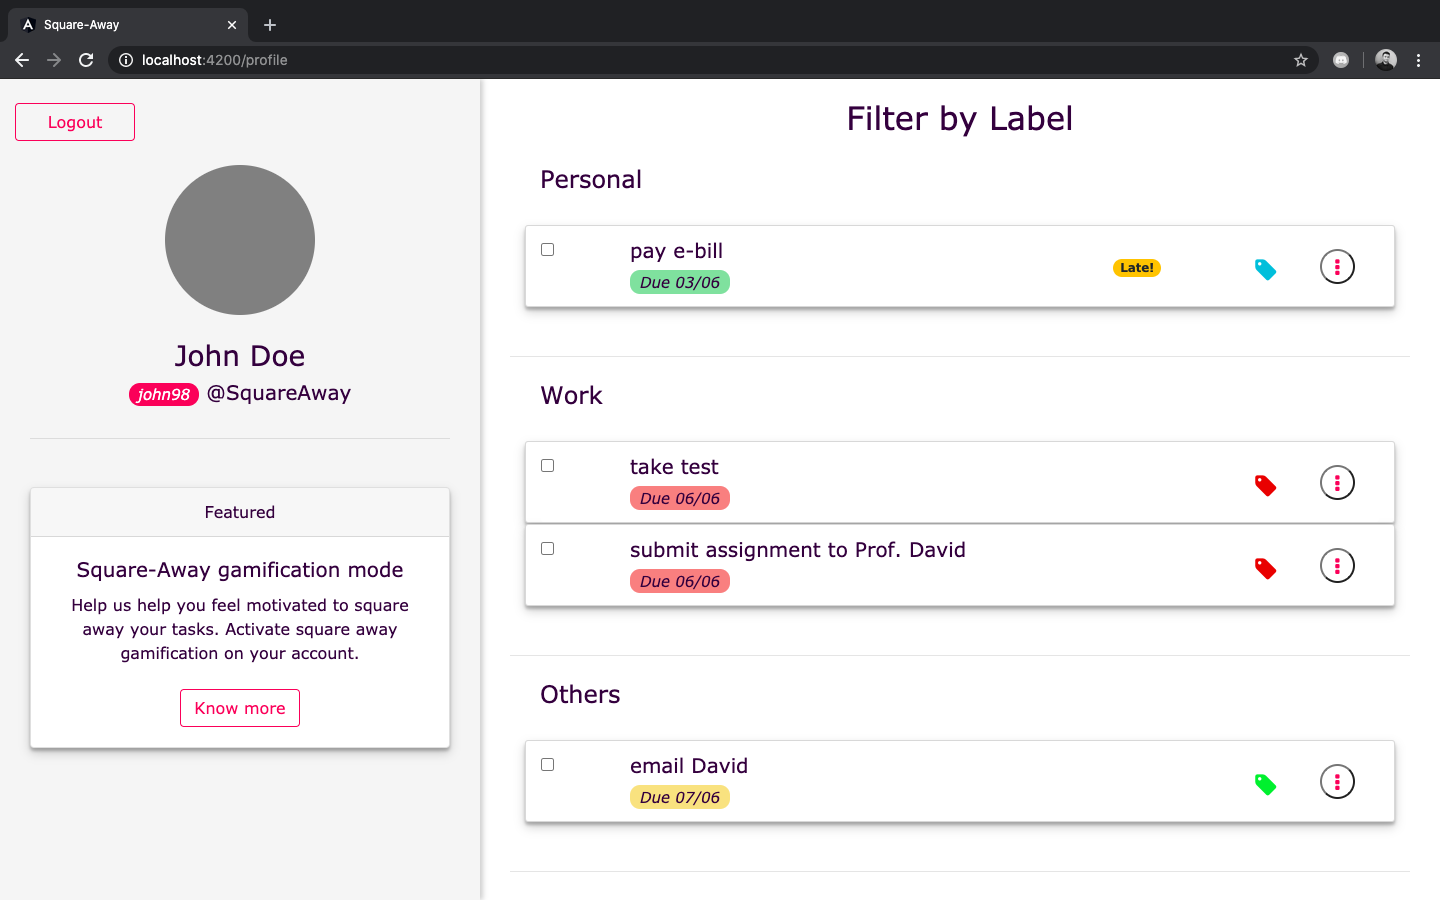 Square-Away
localhost:4200/profile
Logout
John Doe
john98 @SquareAway
Featured
Square-Away gamification mode
Help us help you feel motivated to square
away your tasks. Activate square away
gamification on your account.
Know more
Filter by Label
Personal
pay e-bill
Due 03/06
Late!
Work
take test
Due 06/06
submit assignment to Prof. David
Due 06/06
Others
email David
Due 07/06